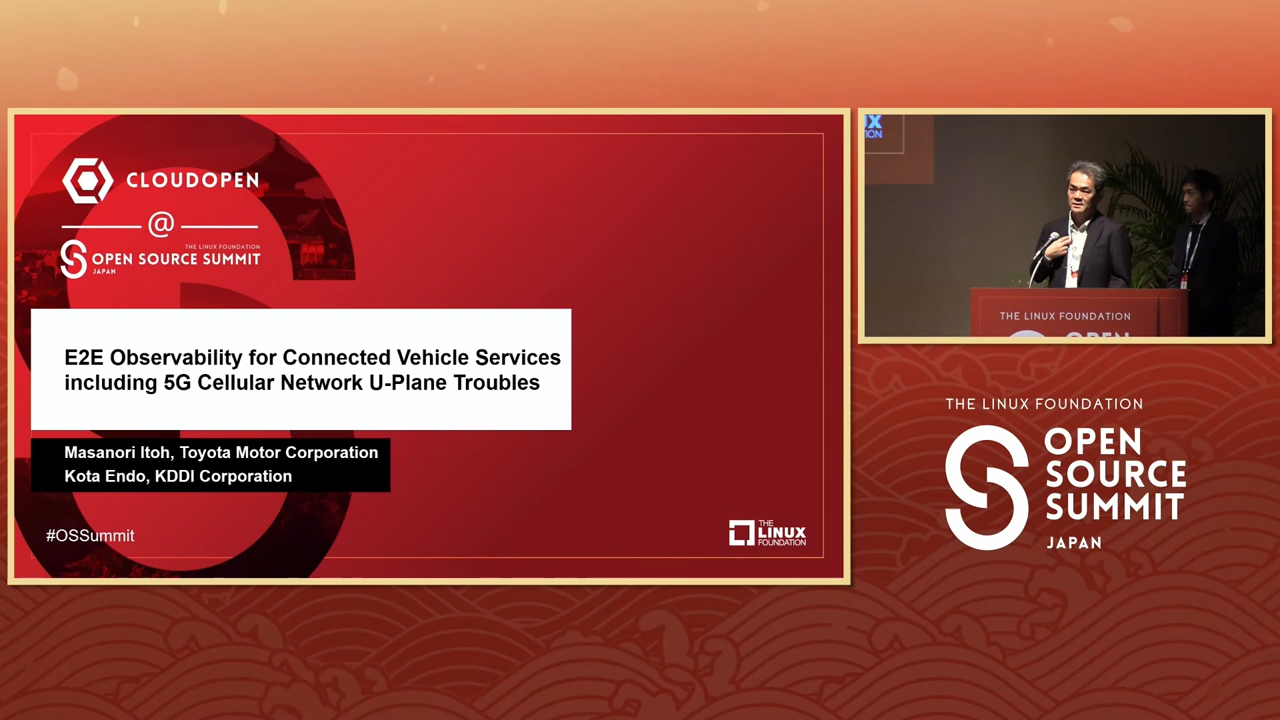 CLOUDOPEN
@
THE LINUX FOUNDATION
OPEN SOURCE SUMMIT
JAPAN
E2E Observability for Connected Vehicle Services
including 5G Cellular Network U-Plane Troubles
Masanori Itoh, Toyota Motor Corporation
Kota Endo, KDDI Corporation
#OSSummit
THE
LINUX
FOUNDATION
THE LINUX FOUNDATION
THE LINUX FOUNDATION
OPEN
SOURCE
SUMMIT
JAPAN